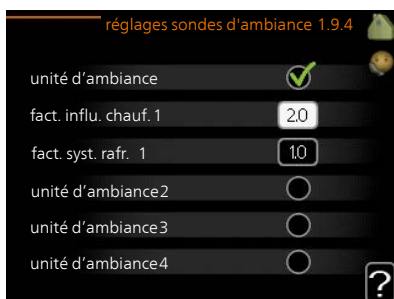 réglages sondes d'ambiance 1.9.4
unité d'ambiance
fact. influ. chauf. 1 2.0
fact. syst. rafr. 1 1.0
unité d'ambiance2
unité d'ambiance3
unité d'ambiance4
?